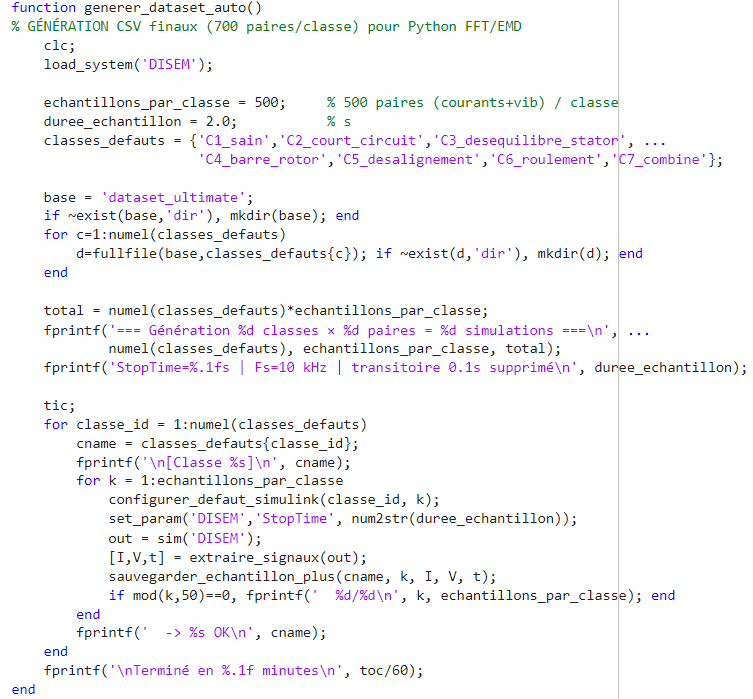 function generer_dataset_auto()
% GÉNÉRATION CSV finaux (700 paires/classe) pour Python FFT/EMD
    clc;
    load_system('DISEM');

    echantillons_par_classe = 500;     % 500 paires (courants+vib) / classe
    duree_echantillon = 2.0;           % s
    classes_defauts = {'C1_sain','C2_court_circuit','C3_desequilibre_stator', ...
                       'C4_barre_rotor','C5_desalignement','C6_roulement','C7_combine'};

    base = 'dataset_ultimate';
    if ~exist(base,'dir'), mkdir(base); end
    for c=1:numel(classes_defauts)
        d=fullfile(base,classes_defauts{c}); if ~exist(d,'dir'), mkdir(d); end
    end

    total = numel(classes_defauts)*echantillons_par_classe;
    fprintf('=== Génération %d classes × %d paires = %d simulations ===\n', ...
            numel(classes_defauts), echantillons_par_classe, total);
    fprintf('StopTime=%.1fs | Fs=10 kHz | transitoire 0.1s supprimé\n', duree_echantillon);

    tic;
    for classe_id = 1:numel(classes_defauts)
        cname = classes_defauts{classe_id};
        fprintf('\n[Classe %s]\n', cname);
        for k = 1:echantillons_par_classe
            configurer_defaut_simulink(classe_id, k);
            set_param('DISEM','StopTime', num2str(duree_echantillon));
            out = sim('DISEM');
            [I,V,t] = extraire_signaux(out);
            sauvegarder_echantillon_plus(cname, k, I, V, t);
            if mod(k,50)==0, fprintf('  %d/%d\n', k, echantillons_par_classe); end
        end
        fprintf('  -> %s OK\n', cname);
    end
    fprintf('\nTerminé en %.1f minutes\n', toc/60);
end